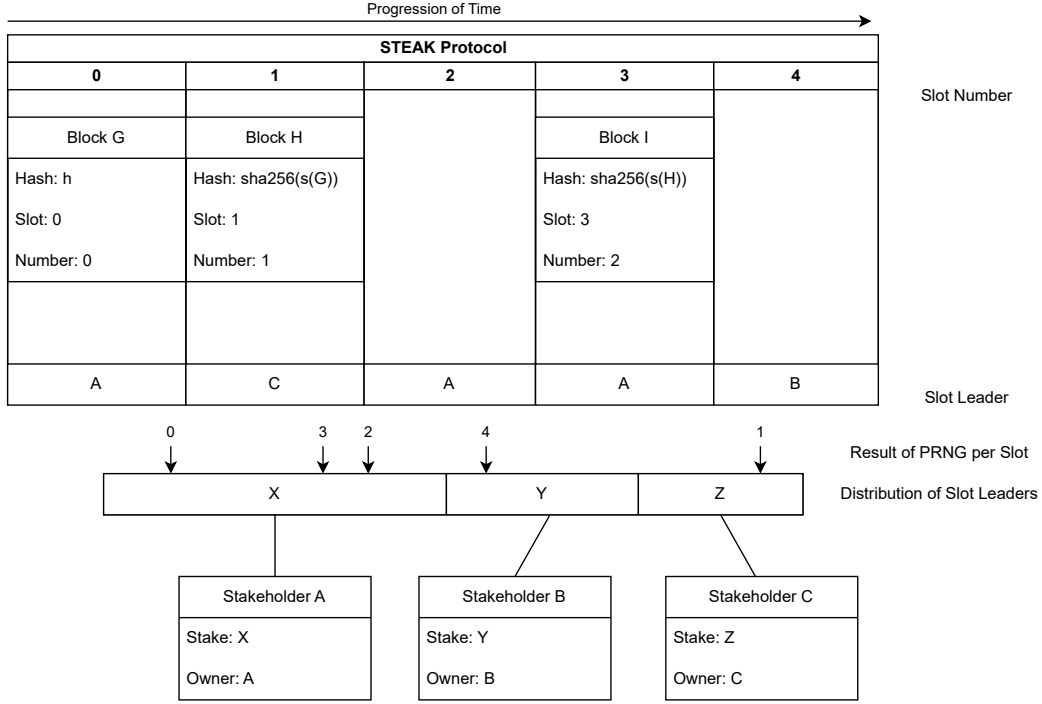 Progression of Time
STEAK Protocol
0 1 2 3 4
Slot Number
Block G Block H Block I
Hash: h Hash: sha256(s(G)) Hash: sha256(s(H))
Slot: 0 Slot: 1 Slot: 3
Number: 0 Number: 1 Number: 2
A C A A B
Slot Leader
0 3 2 4 1
Result of PRNG per Slot
X Y Z Distribution of Slot Leaders
Stakeholder A Stakeholder B Stakeholder C
Stake: X Stake: Y Stake: Z
Owner: A Owner: B Owner: C